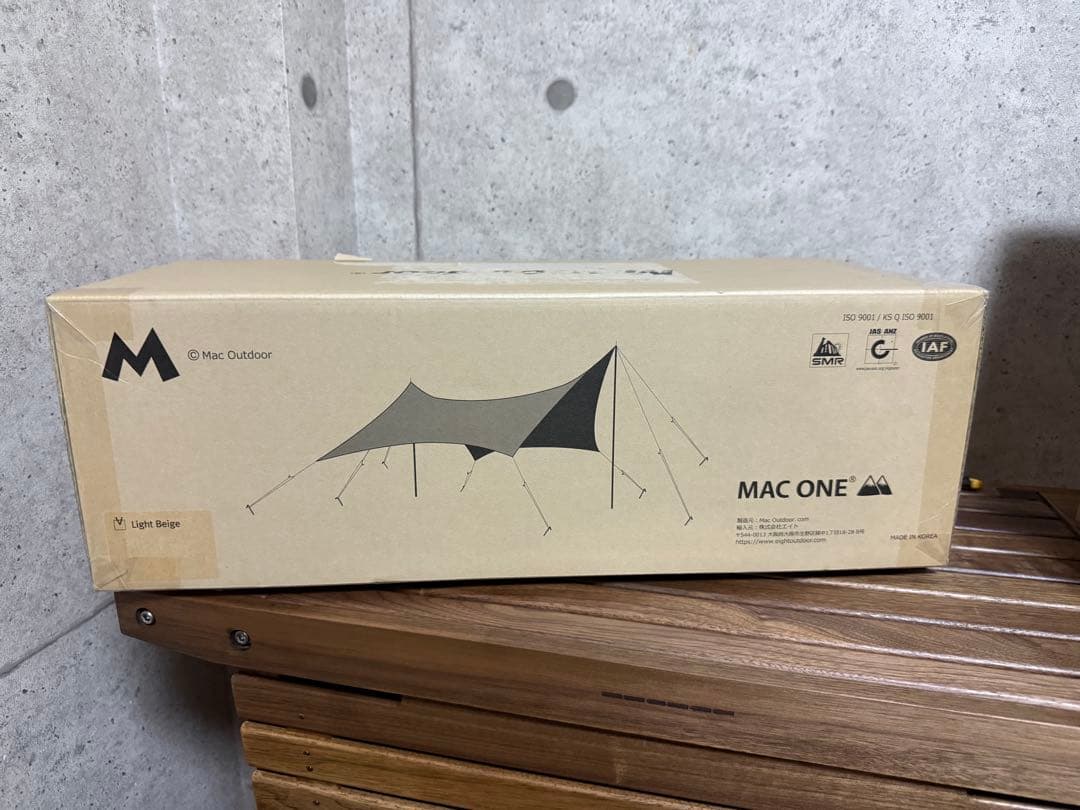 M
© Mac Outdoor
ISO 9001 / KS Q ISO 9001
SMR
JAS-ANZ
IAF
MAC ONE®
製造元：Mac Outdoor. com
輸入元：株式会社エイト
https://www.eightoutdoor.com
MADE IN KOREA
Light Beige